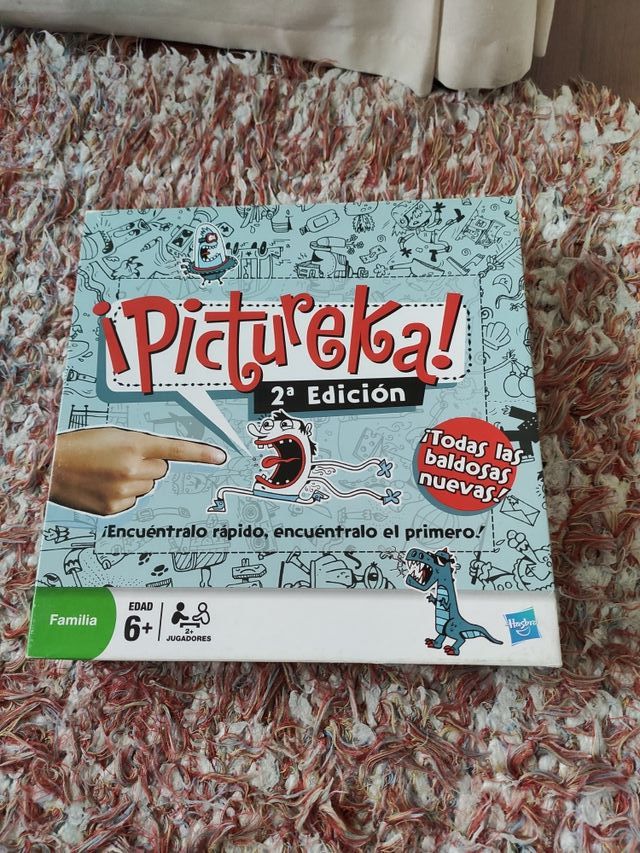 ¡Pictureka!
2ª Edición
¡Todas las
baldosas
nuevas!
¡Encuéntralo rápido, encuéntralo el primero!
Familia
EDAD
6+
2+
JUGADORES
Hasbro